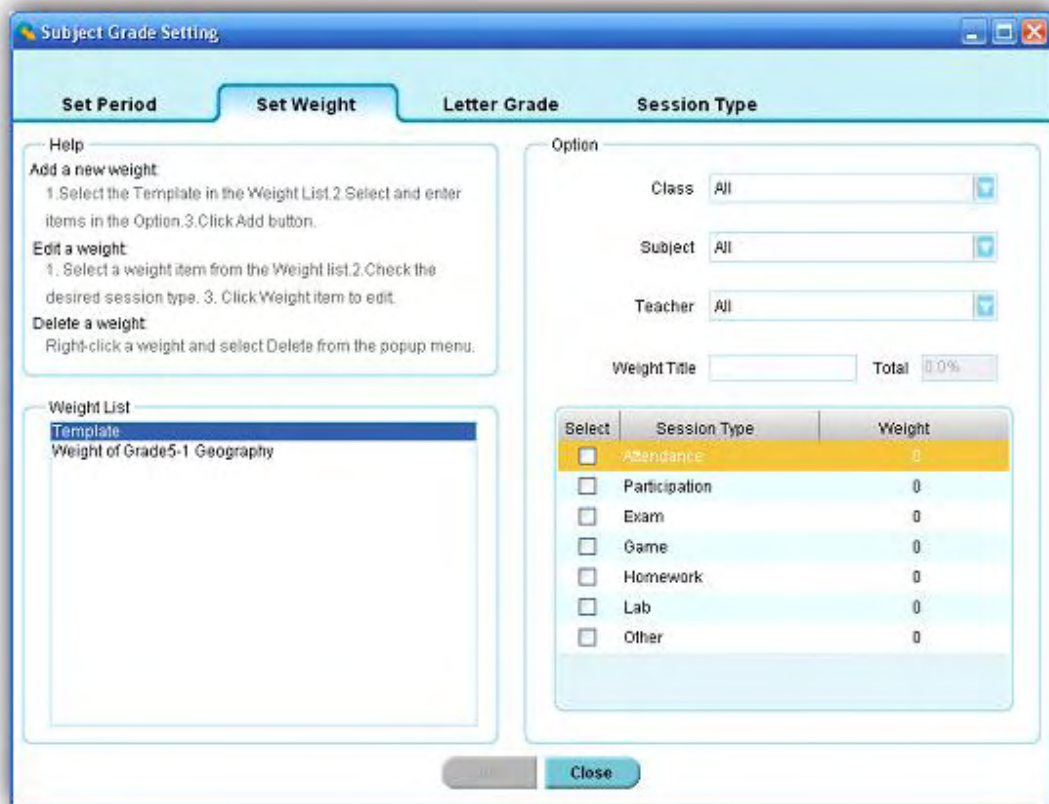 Subject Grade Setting
Set Period Set Weight Letter Grade Session Type
Help
Add a new weight
1.Select the Template in the Weight List.2.Select and enter
items in the Option.3.Click Add button.
Edit a weight
1. Select a weight item from the Weight list.2.Check the
desired session type. 3. Click Weight item to edit.
Delete a weight
Right-click a weight and select Delete from the popup menu.
Weight List
Template
Weight of Grade5-1 Geography
Option
Class All
Subject All
Teacher All
Weight Title Total 0.0%
Select Session Type Weight
Attendance 0
Participation 0
Exam 0
Game 0
Homework 0
Lab 0
Other 0
Close